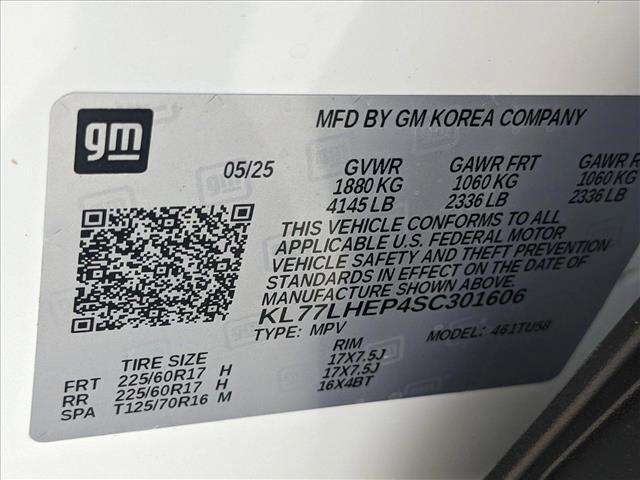 gm
MFD BY GM KOREA COMPANY
05/25 GVWR GAWR FRT GAWR
1880 KG 1060 KG 1060 KG
4145 LB 2336 LB 2336 LB
THIS VEHICLE CONFORMS TO ALL
APPLICABLE U.S. FEDERAL MOTOR
VEHICLE SAFETY AND THEFT PREVENTION
STANDARDS IN EFFECT ON THE DATE OF
MANUFACTURE SHOWN ABOVE.
KL77LHEP4SC301606
TYPE: MPV MODEL: 461TU58
TIRE SIZE RIM
FRT 225/60R17 H 17X7.5J
RR 225/60R17 H 17X7.5J
SPA T125/70R16 M 16X4BT